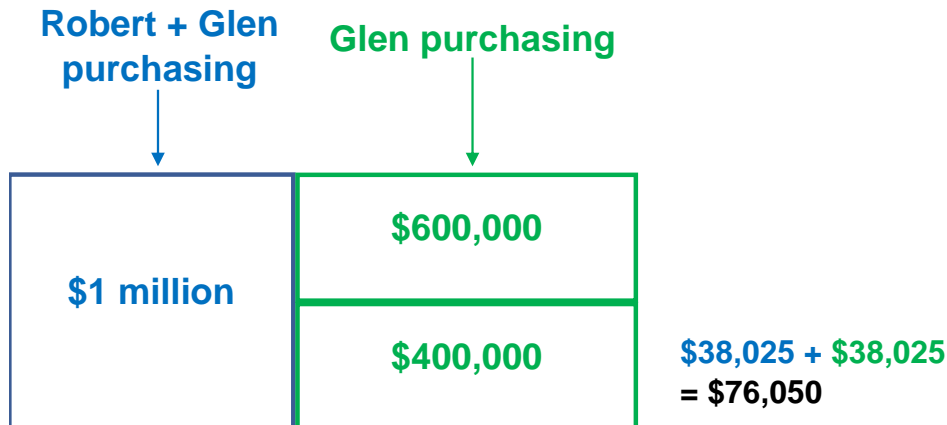 Robert + Glen
purchasing
Glen purchasing
$1 million
$600,000
$400,000
$38,025 + $38,025
= $76,050